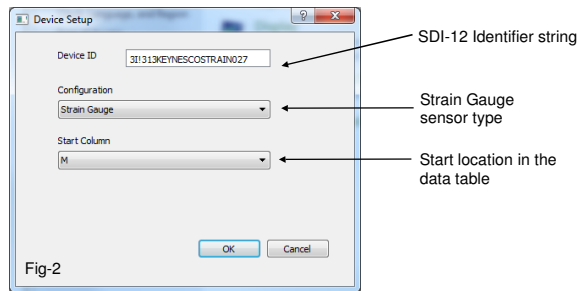 Device Setup
Device ID
3I!313KEYNESCOSTRAIN027
SDI-12 Identifier string
Configuration
Strain Gauge
Strain Gauge
sensor type
Start Column
M
Start location in the
data table
OK
Cancel
Fig-2